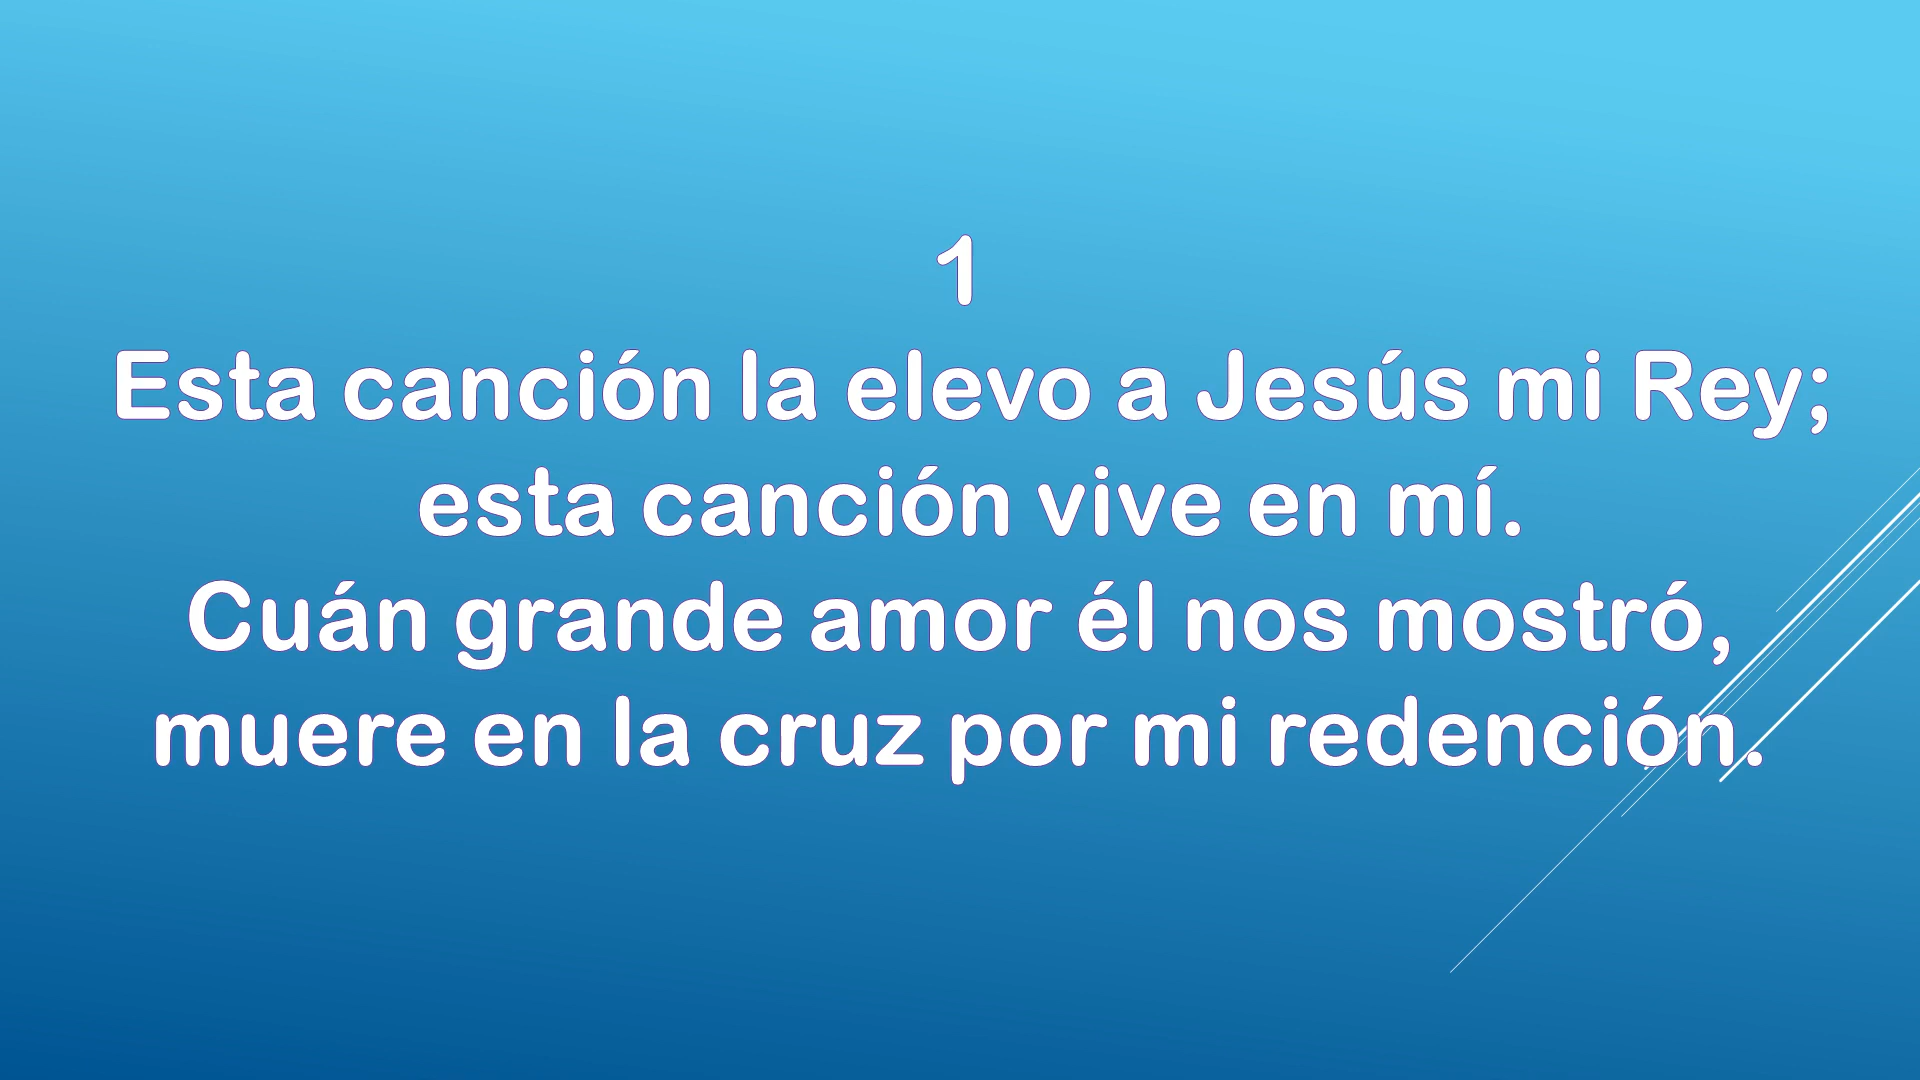 1
Esta canción la elevo a Jesús mi Rey;
esta canción vive en mí.
Cuán grande amor él nos mostró,
muere en la cruz por mi redención.